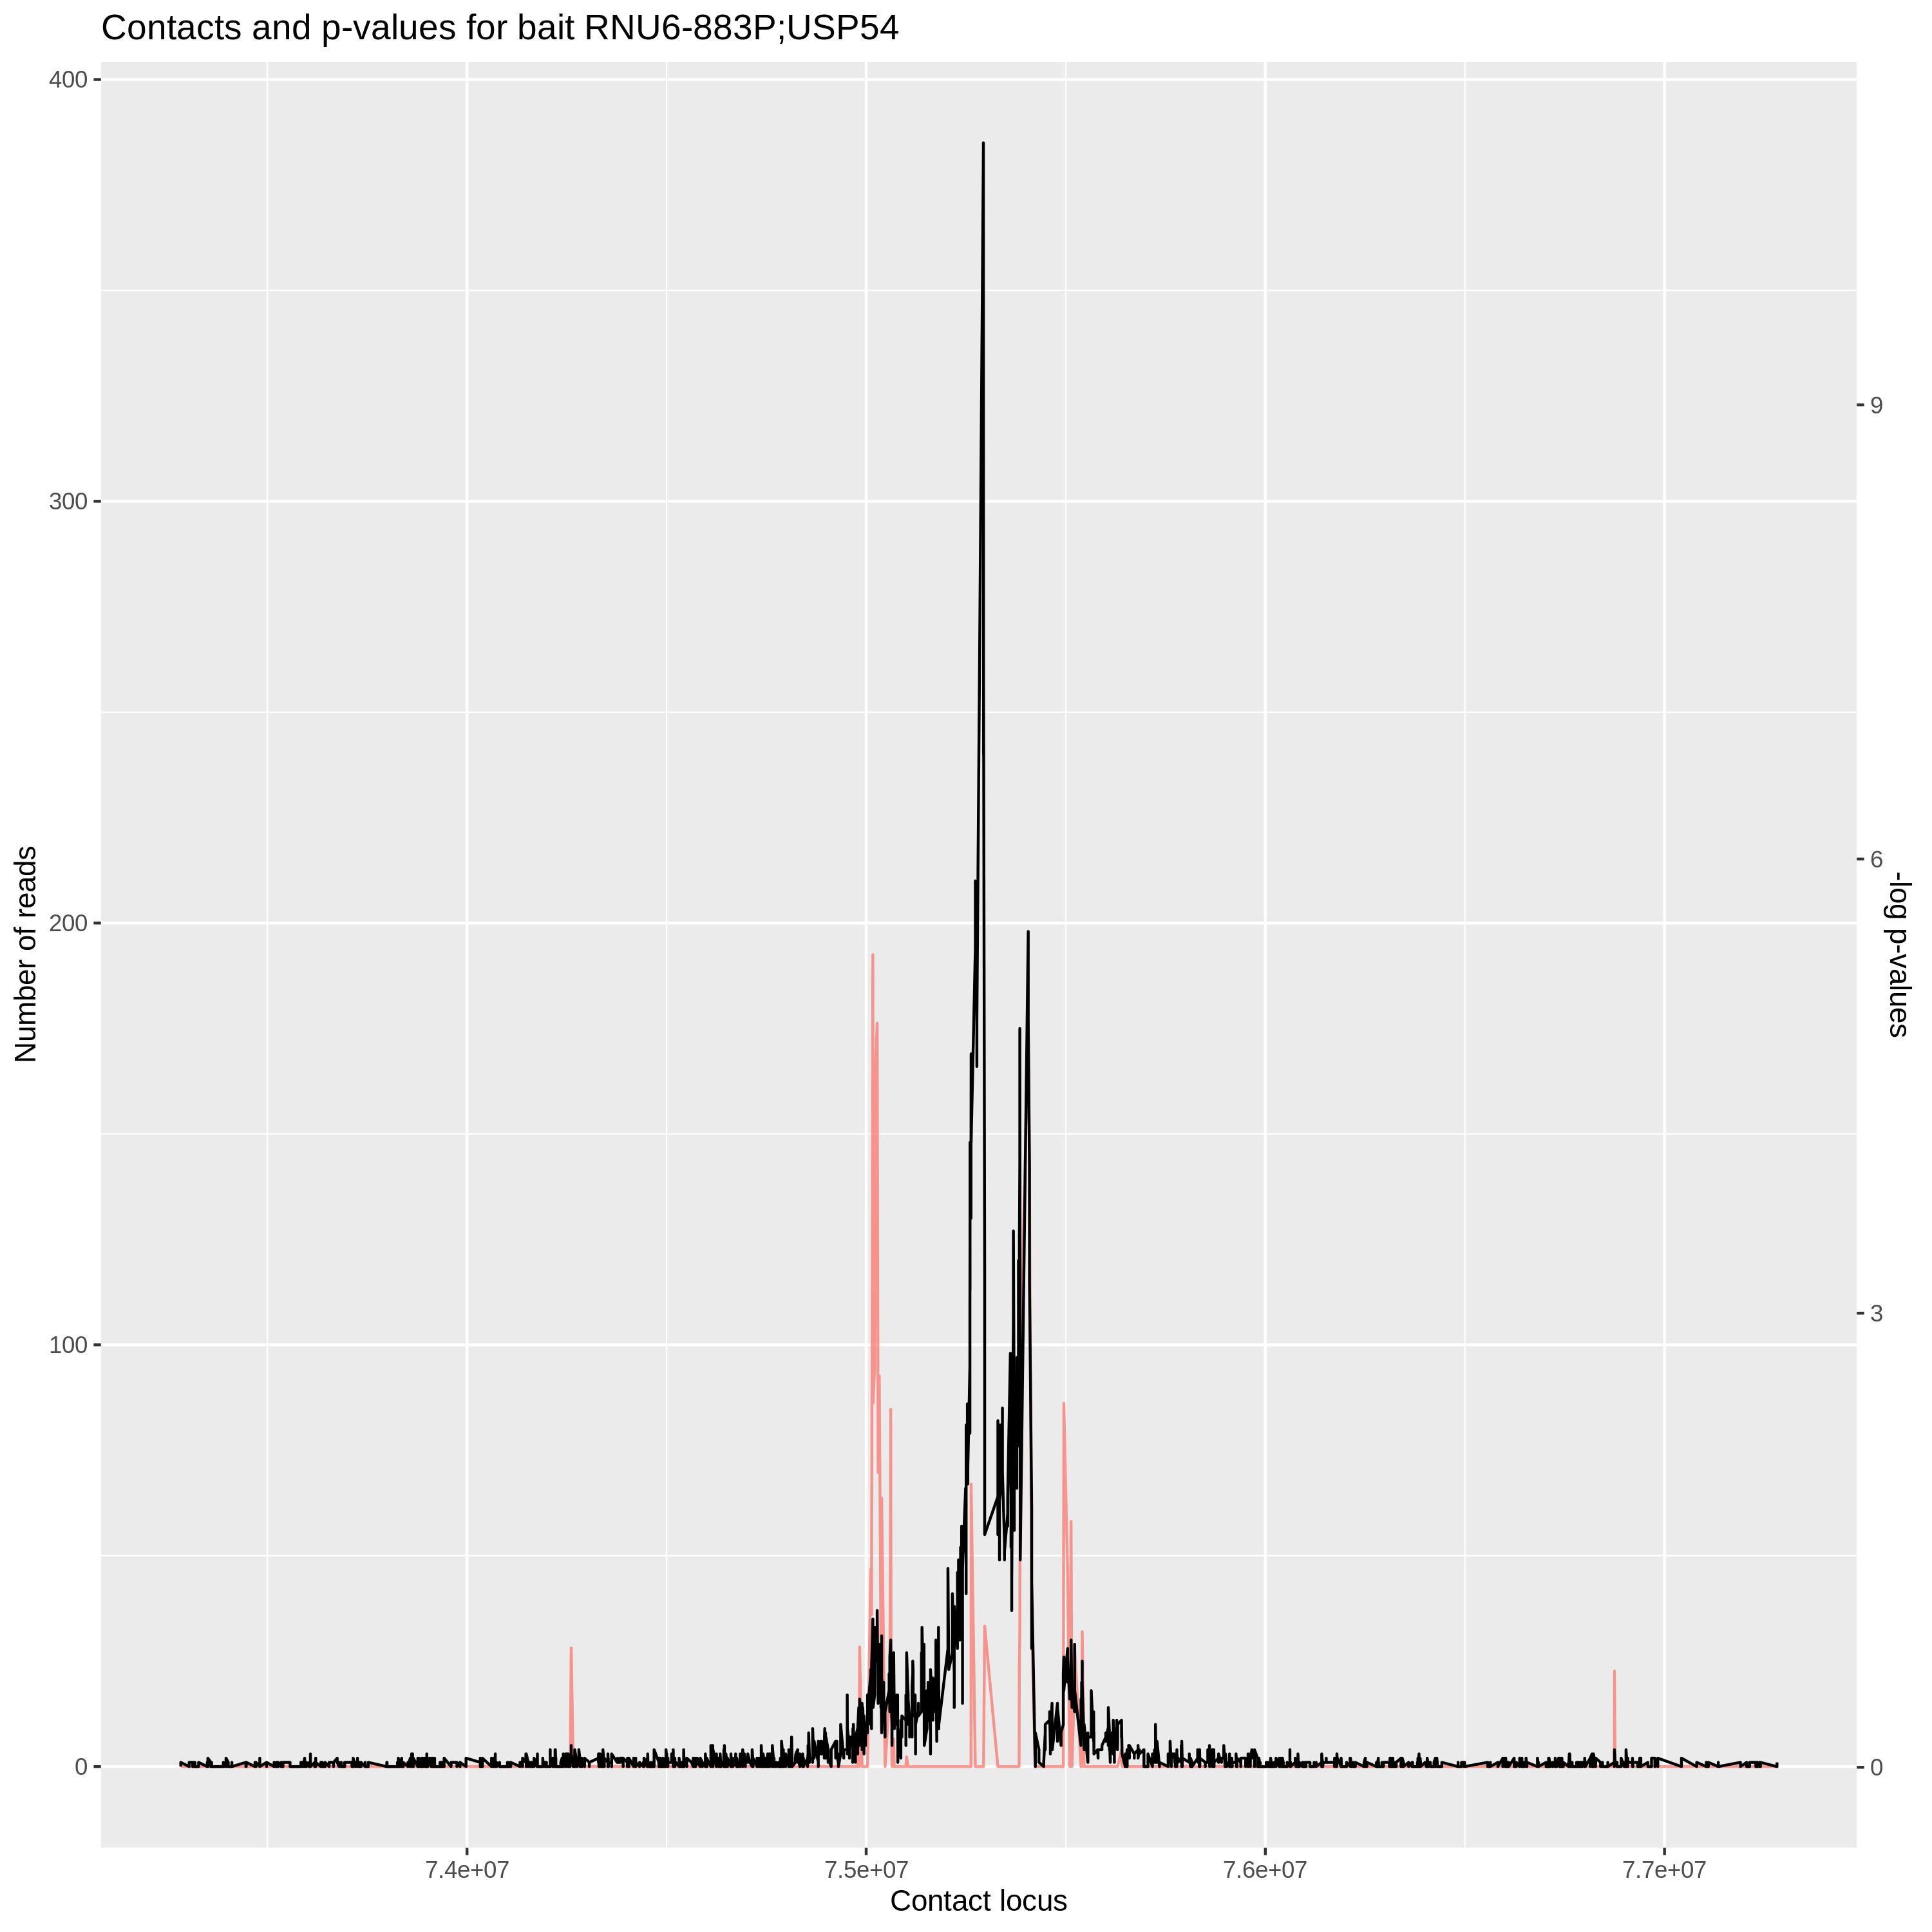 Contacts and p-values for bait RNU6-883P;USP54
400
300
200
100
0
Number of reads
9
6
3
0
-log p-values
7.4e+07
7.5e+07
7.6e+07
7.7e+07
Contact locus